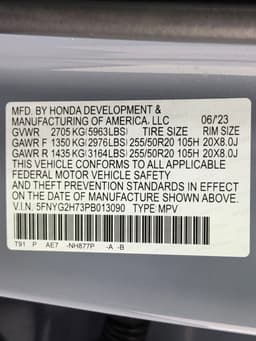 MFD. BY HONDA DEVELOPMENT &
MANUFACTURING OF AMERICA, LLC 06/'23
GVWR 2705 KG(5963LBS) TIRE SIZE RIM SIZE
GAWR F 1350 KG(2976LBS) 255/50R20 105H 20X8.0J
GAWR R 1435 KG(3164LBS) 255/50R20 105H 20X8.0J
THIS VEHICLE CONFORMS TO ALL APPLICABLE
FEDERAL MOTOR VEHICLE SAFETY
AND THEFT PREVENTION STANDARDS IN EFFECT
ON THE DATE OF MANUFACTURE SHOWN ABOVE.
V.I.N. 5FNYG2H73PB013090 TYPE MPV
T91 P AE7 -NH877P -A -B